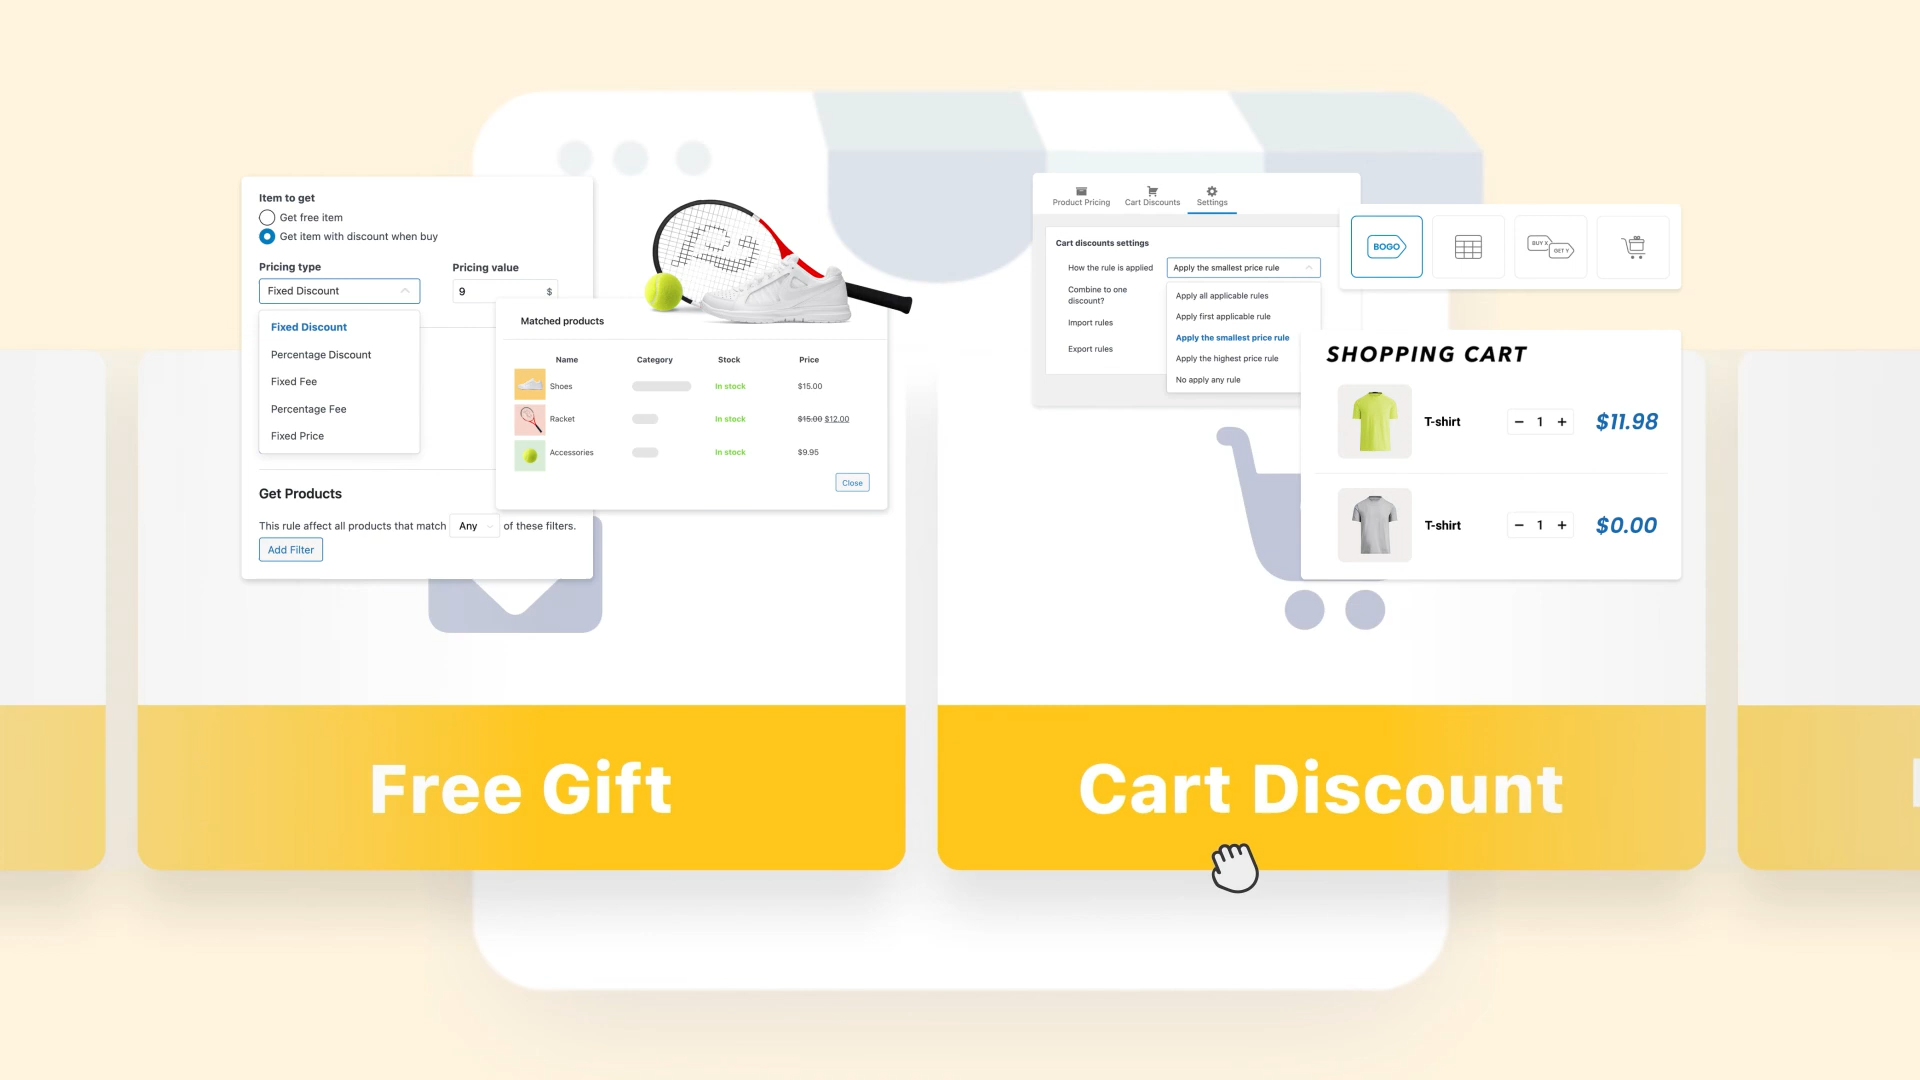 Item to get
Get free item
Get item with discount when buy
Pricing type
Pricing value
Fixed Discount
9 $
Fixed Discount
Percentage Discount
Fixed Fee
Percentage Fee
Fixed Price
Get Products
This rule affect all products that match Any of these filters.
Add Filter
Matched products
Name Category Stock Price
Shoes In stock $15.00
Racket In stock $15.00 $12.00
Accessories In stock $9.95
Close
Product Pricing Cart Discounts Settings
Cart discounts settings
How the rule is applied Apply the smallest price rule
Combine to one
discount?
Import rules
Export rules
Apply all applicable rules
Apply first applicable rule
Apply the smallest price rule
Apply the highest price rule
No apply any rule
BOGO
BUY X
GET Y
SHOPPING CART
T-shirt − 1 + $11.98
T-shirt − 1 + $0.00
Free Gift
Cart Discount